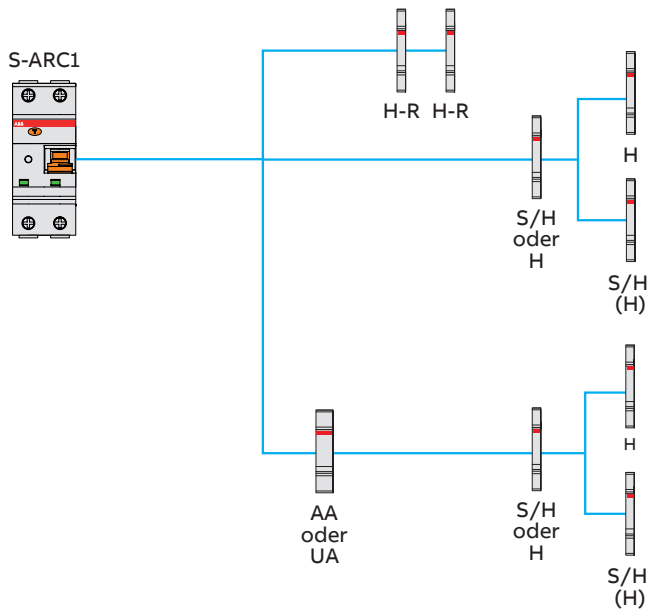 S-ARC1
ABB
H-R H-R
H
S/H
oder
H
S/H
(H)
H
AA
oder
UA
S/H
oder
H
S/H
(H)